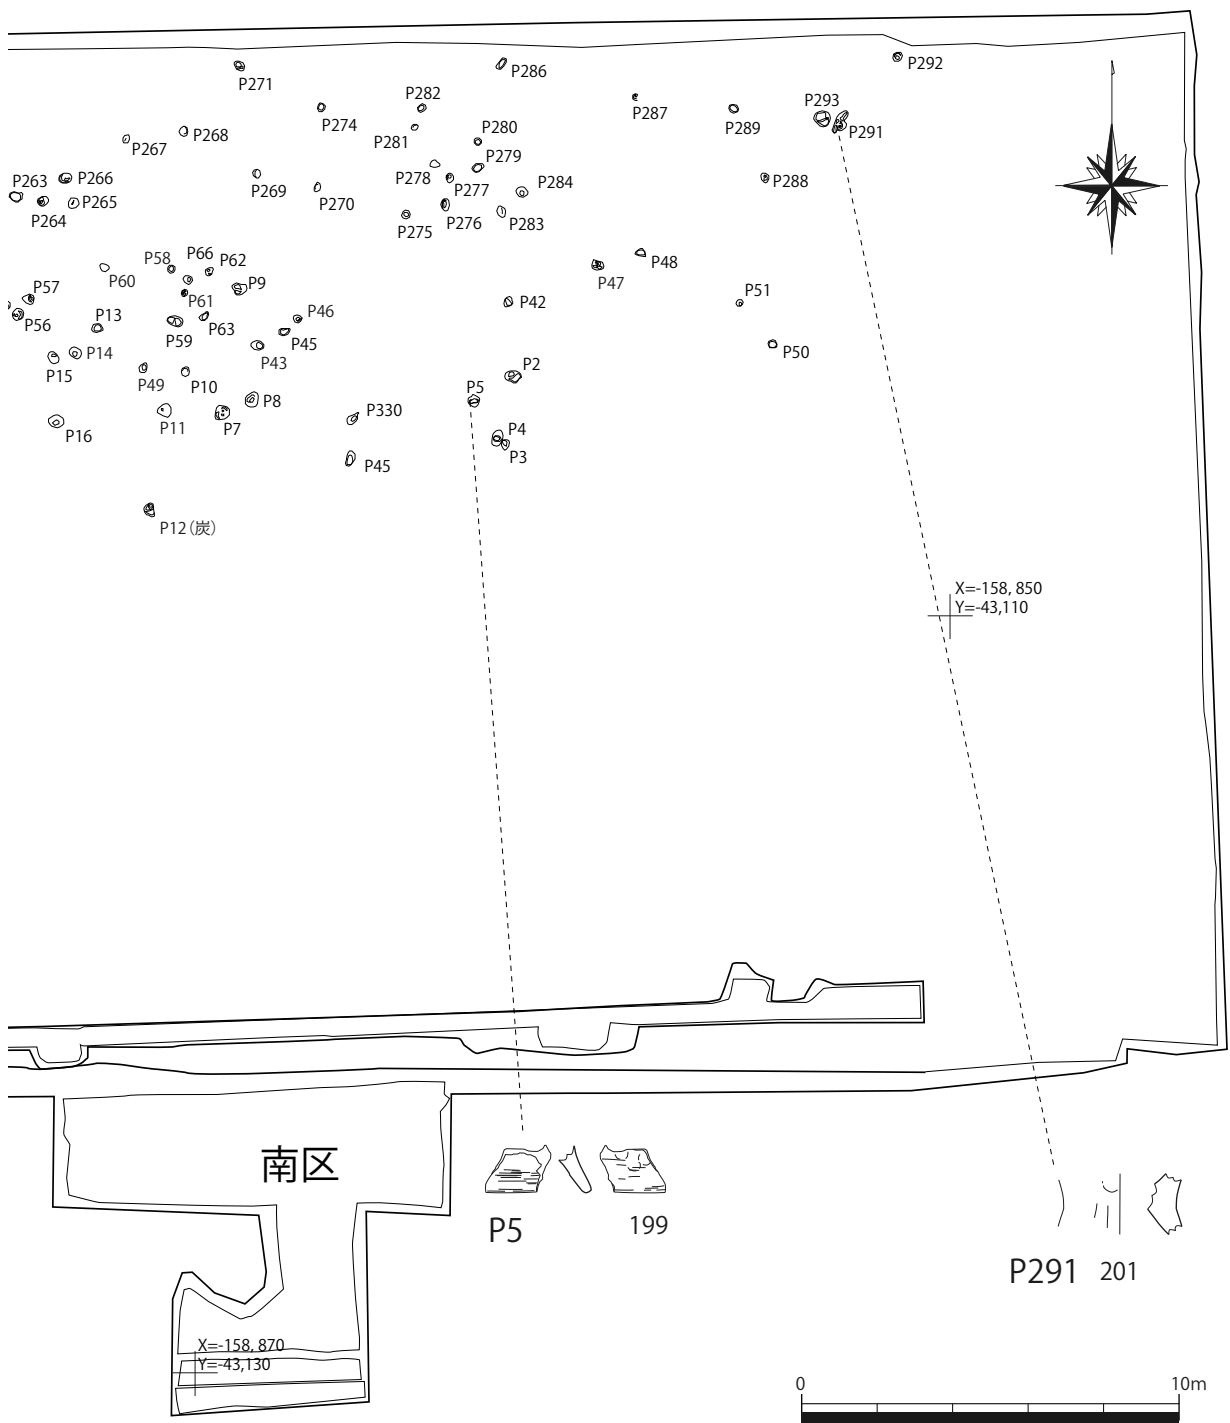 P286
P292
P271
P282
P287
P293
P274
P289
P291
P268
P281
P280
P267
P279
P278
P263
P266
P269
P277
P284
P288
P270
P265
P264
P276
P283
P275
P66
P62
P58
P48
P60
P47
P57
P9
P51
P61
P42
P13
P46
P56
P63
P59
P45
P14
P43
P50
P15
P2
P49
P10
P5
P8
P330
P11
P7
P16
P4
P3
P45
P12（炭）
X=-158, 850
Y=-43,110
南区
P5
199
P291
201
X=-158, 870
Y=-43,130
0
10m